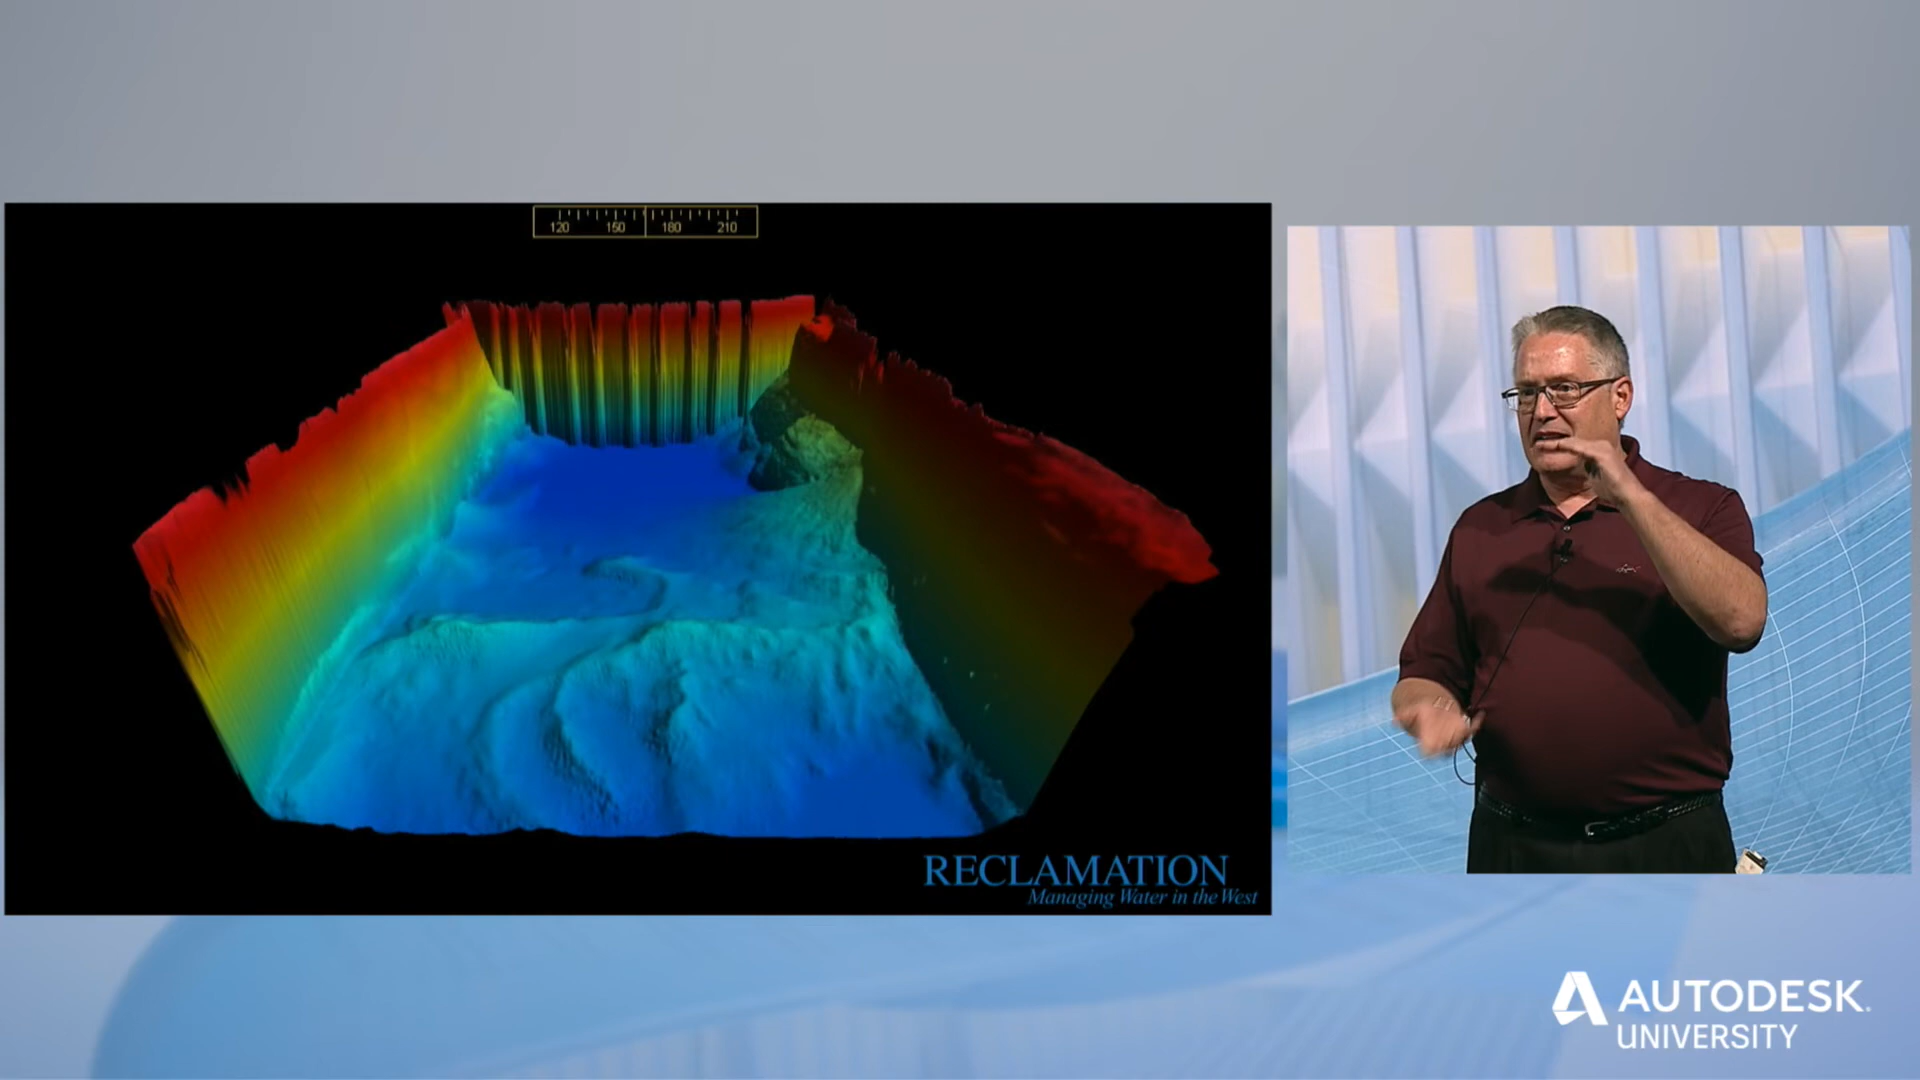 120 150 180 210
RECLAMATION
Managing Water in the West
AUTODESK
UNIVERSITY